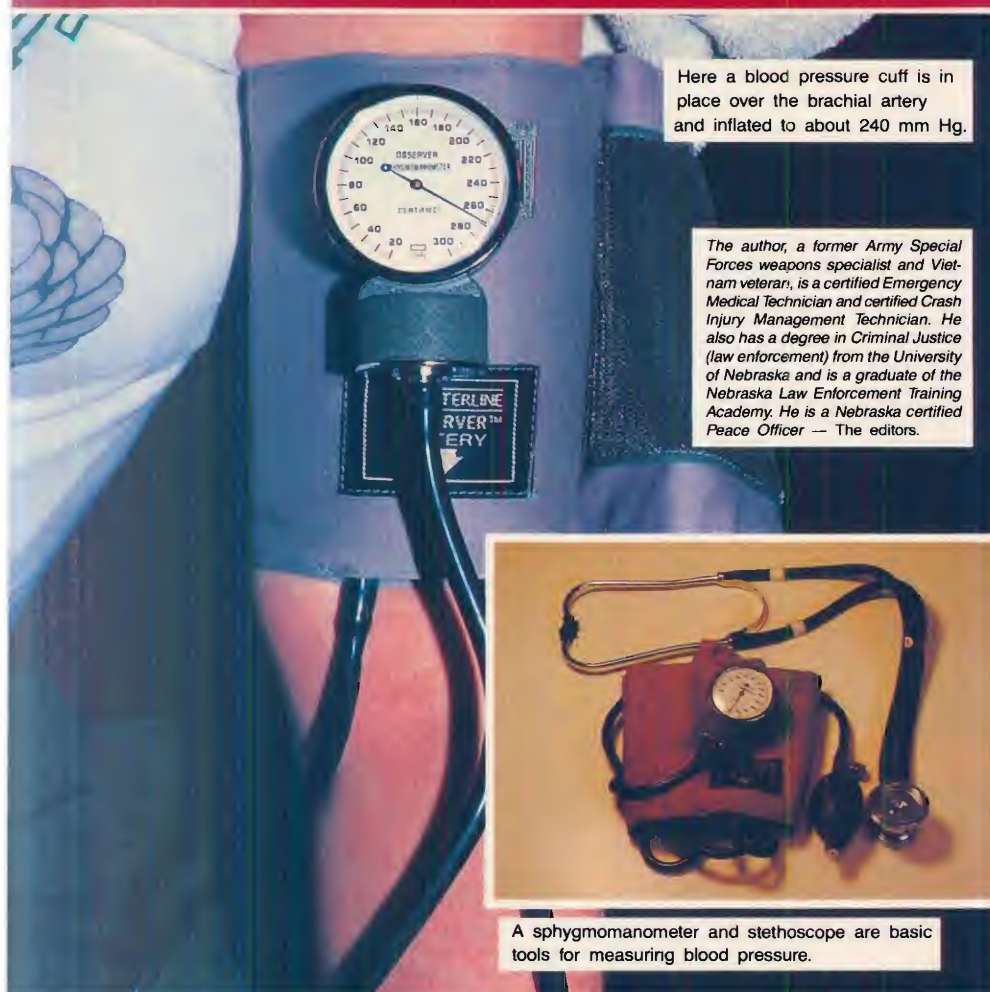 Here a blood pressure cuff is in
place over the brachial artery
and inflated to about 240 mm Hg.
140 160 180
120 200
100 OBSERVER 220
80 240
60 260
40 280
20 300
The author, a former Army Special
Forces weapons specialist and Viet-
nam veteran, is a certified Emergency
Medical Technician and certified Crash
Injury Management Technician. He
also has a degree in Criminal Justice
(law enforcement) from the University
of Nebraska and is a graduate of the
Nebraska Law Enforcement Training
Academy. He is a Nebraska certified
Peace Officer — The editors.
TERLINE
RVER™
ERY
A sphygmomanometer and stethoscope are basic
tools for measuring blood pressure.